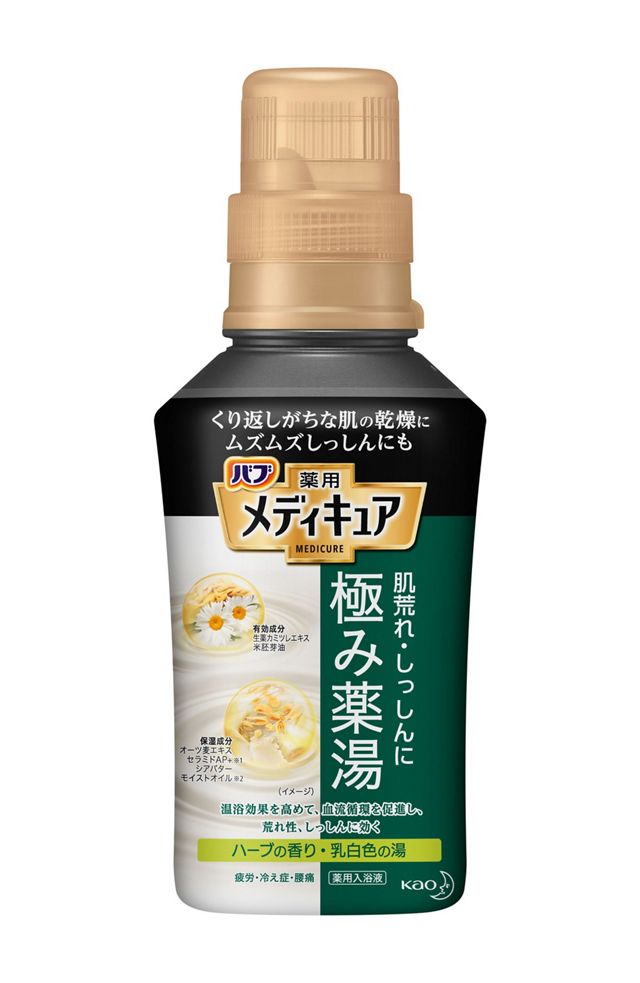 くり返しがちな肌の乾燥に
ムズムズしっしんにも
バブ
薬用
メディキュア
MEDICURE
肌荒れ・しっしんに
極み薬湯
有効成分
生薬カミツレエキス
米胚芽油
保湿成分
オーツ麦エキス
セラミドAP+※1
シアバター
モイストオイル※2
(イメージ)
温浴効果を高めて、血流循環を促進し、
荒れ性、しっしんに効く
ハーブの香り・乳白色の湯
疲労・冷え症・腰痛
薬用入浴液
Kao